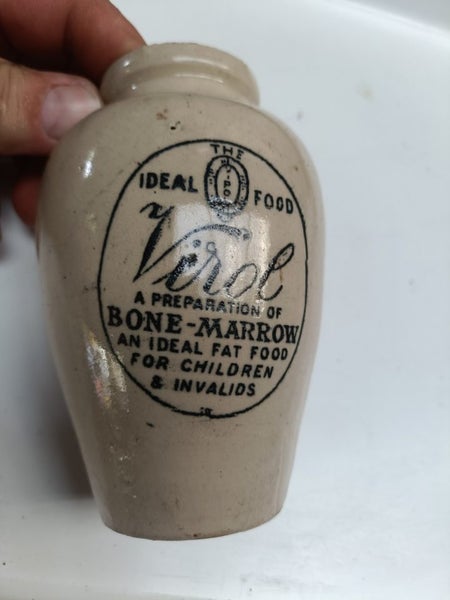 THE
IDEAL FOOD
Virol
A PREPARATION OF
BONE-MARROW
AN IDEAL FAT FOOD
FOR CHILDREN
& INVALIDS